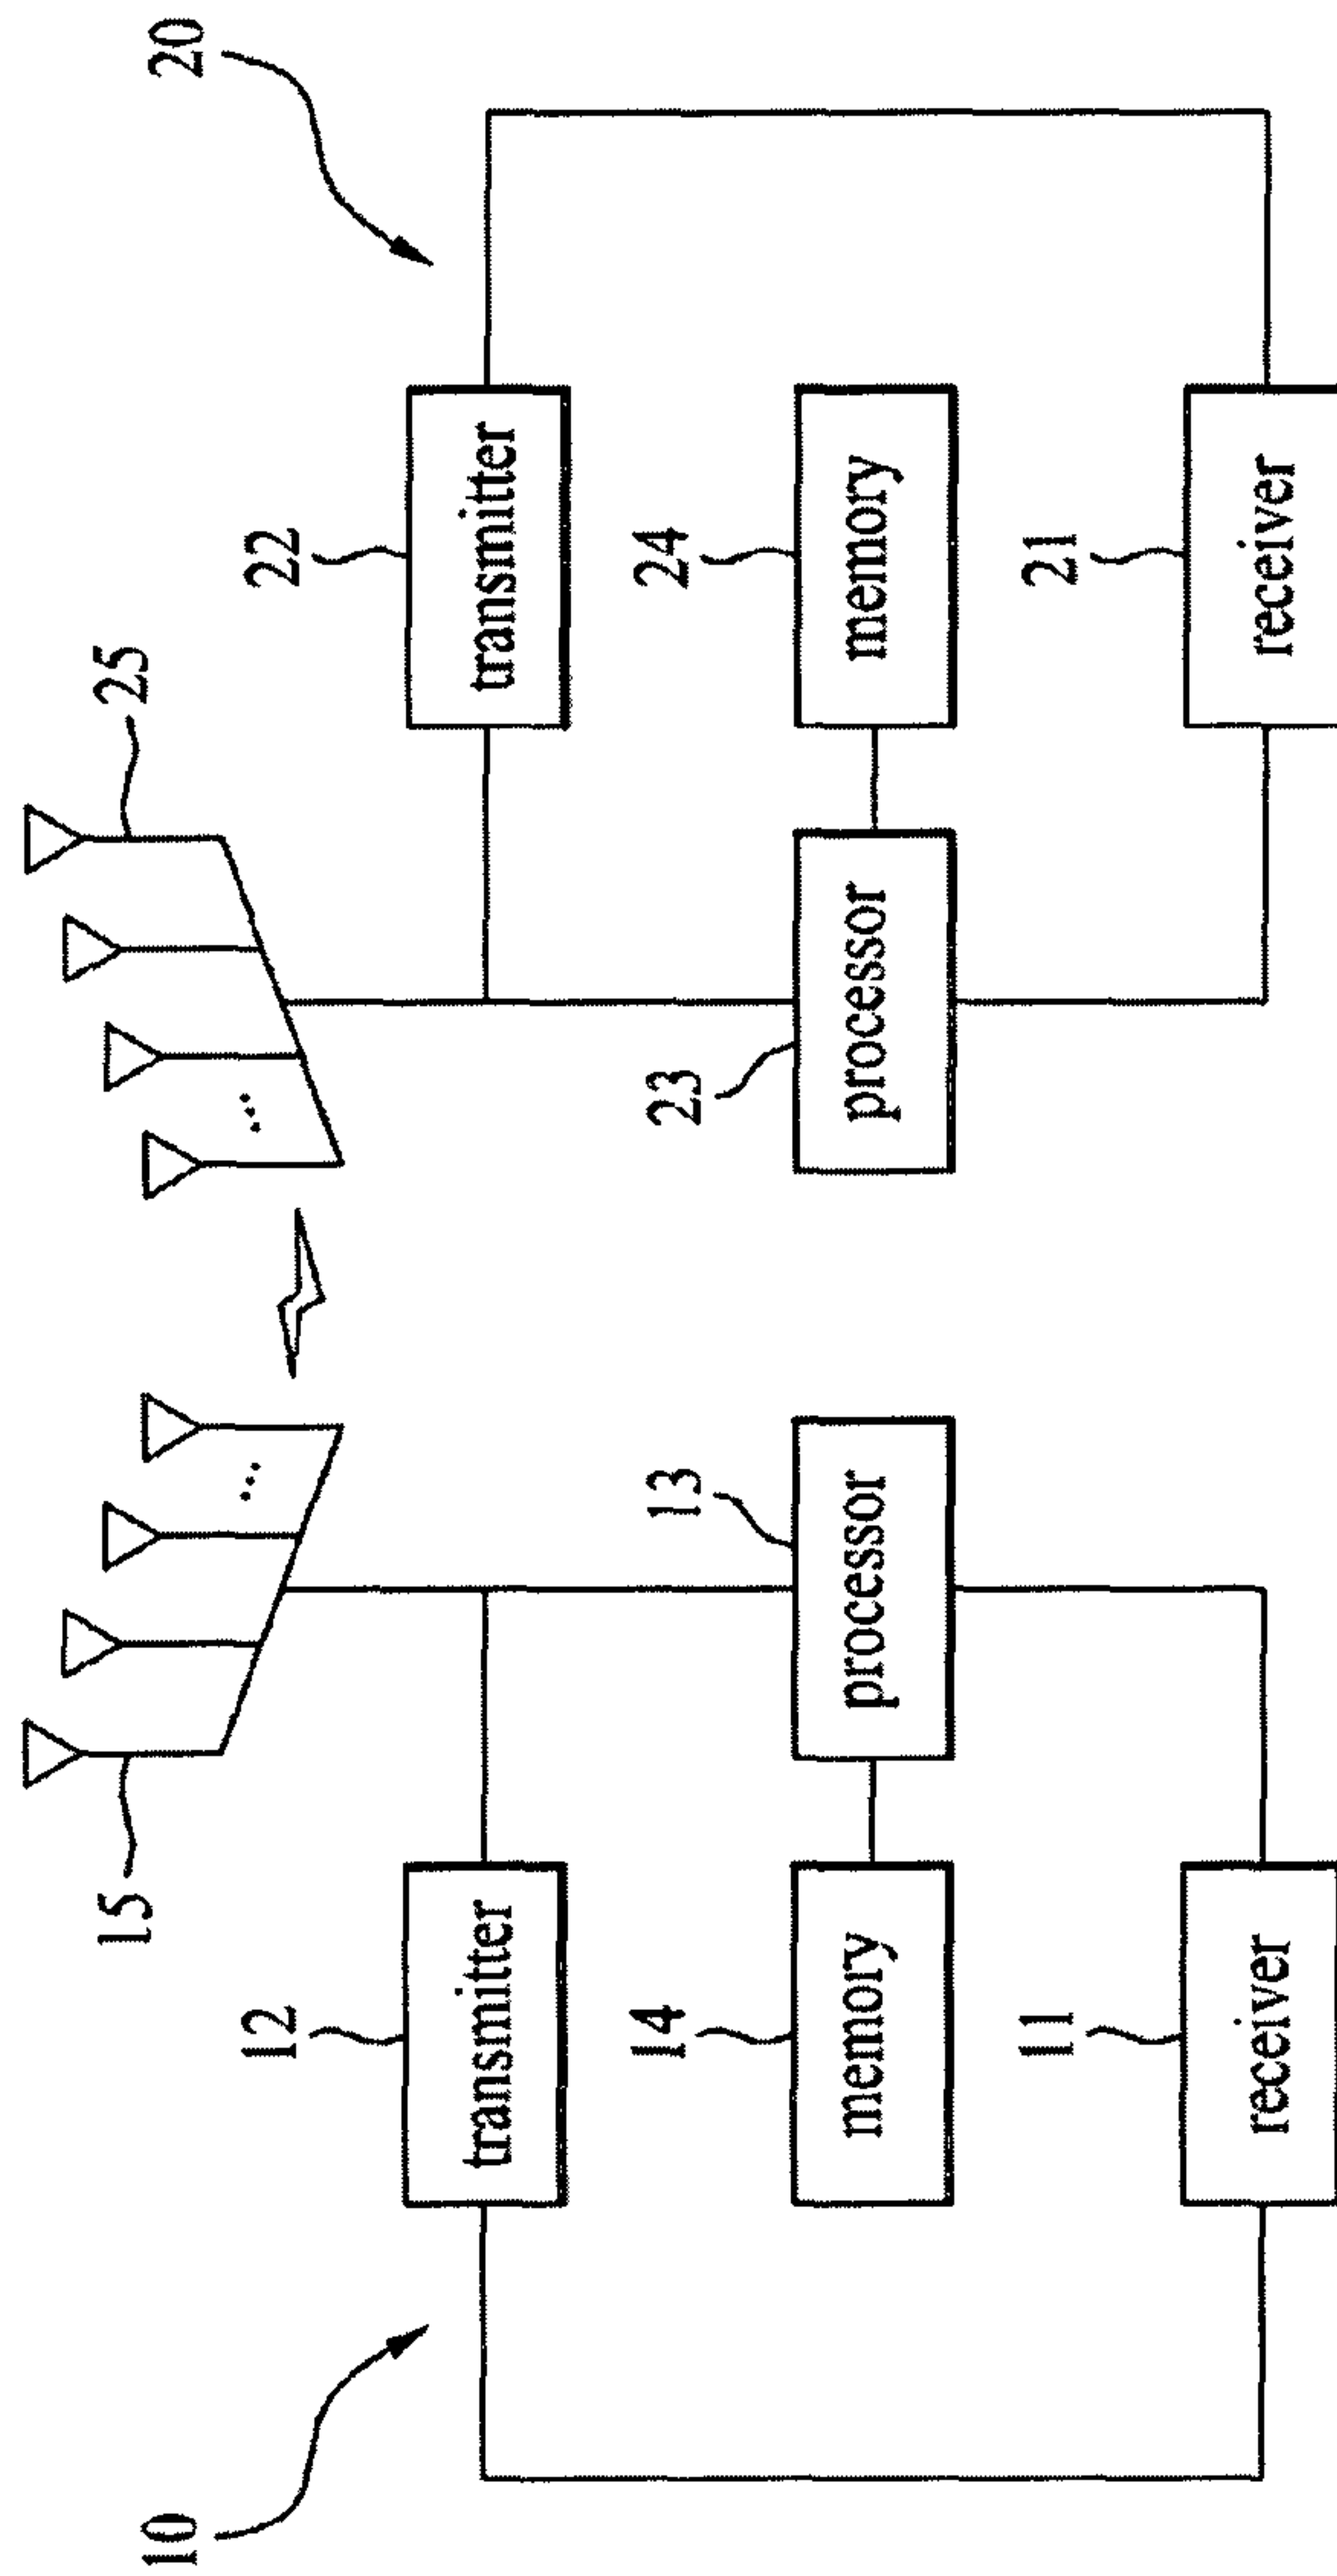 10
20
15
25
12
transmitter
22
transmitter
...
...
13
23
14
memory
processor
processor
24
memory
11
receiver
21
receiver